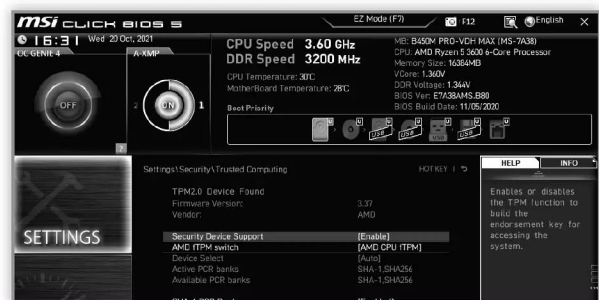 msi CLICK BIOS 5
EZ Mode (F7)
F12
English
X
16:31 Wed 20 Oct, 2021
OC GENIE 4
A-XMP
OFF
2
ON
1
?
CPU Speed 3.60 GHz
DDR Speed 3200 MHz
CPU Temperature: 30°C
MotherBoard Temperature: 28°C
MB: B450M PRO-VDH MAX (MS-7A38)
CPU: AMD Ryzen 5 3600 6-Core Processor
Memory Size: 16384MB
VCore: 1.360V
DDR Voltage: 1.344V
BIOS Ver: E7A38AMS.B80
BIOS Build Date: 11/05/2020
Boot Priority
U
U
USB
U
USB
U
USB
U
USB
U
U
SETTINGS
Settings\Security\Trusted Computing
HOT KEY
TPM2.0 Device Found
Firmware Version: 3.37
Vendor: AMD
Security Device Support [Enable]
AMD fTPM switch [AMD CPU fTPM]
Device Select [Auto]
Active PCR banks SHA-1,SHA256
Available PCR banks SHA-1,SHA256
HELP
INFO
Enables or disables
the TPM function to
build the
endorsement key for
accessing the
system.